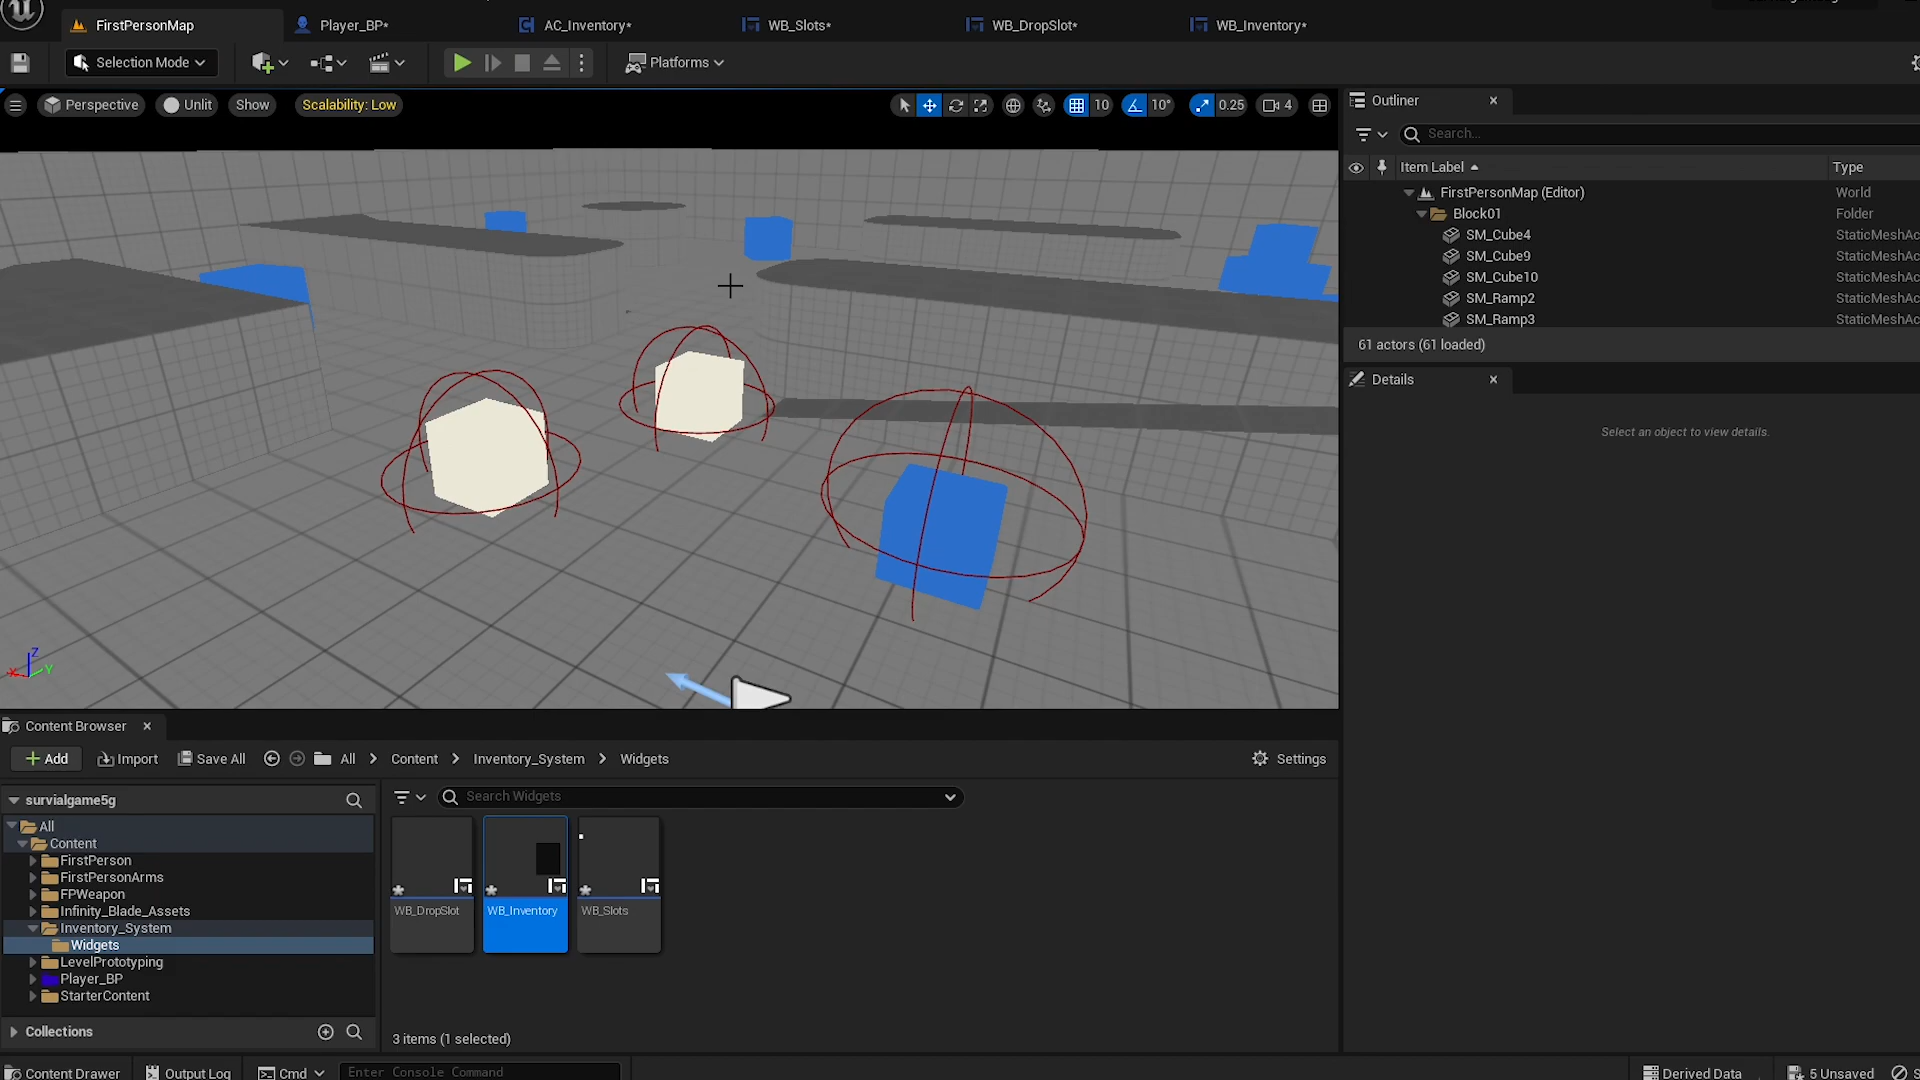 FirstPersonMap
Player_BP*
AC_Inventory*
WB_Slots*
WB_DropSlot*
WB_Inventory*
Selection Mode
Platforms
Perspective
Unlit
Show
Scalability: Low
10
10°
0.25
4
Outliner
Search...
Item Label
Type
FirstPersonMap (Editor)
World
Block01
Folder
SM_Cube4
StaticMeshAc
SM_Cube9
StaticMeshAc
SM_Cube10
StaticMeshAc
SM_Ramp2
StaticMeshAc
SM_Ramp3
StaticMeshAc
61 actors (61 loaded)
Details
Select an object to view details.
Z
X
Y
Content Browser
Add
Import
Save All
All
Content
Inventory_System
Widgets
Settings
survialgame5g
Search Widgets
All
Content
FirstPerson
FirstPersonArms
FPWeapon
Infinity_Blade_Assets
Inventory_System
Widgets
LevelPrototyping
Player_BP
StarterContent
WB_DropSlot
WB_Inventory
WB_Slots
Collections
3 items (1 selected)
Content Drawer
Output Log
Cmd
Enter Console Command
Derived Data
5 Unsaved